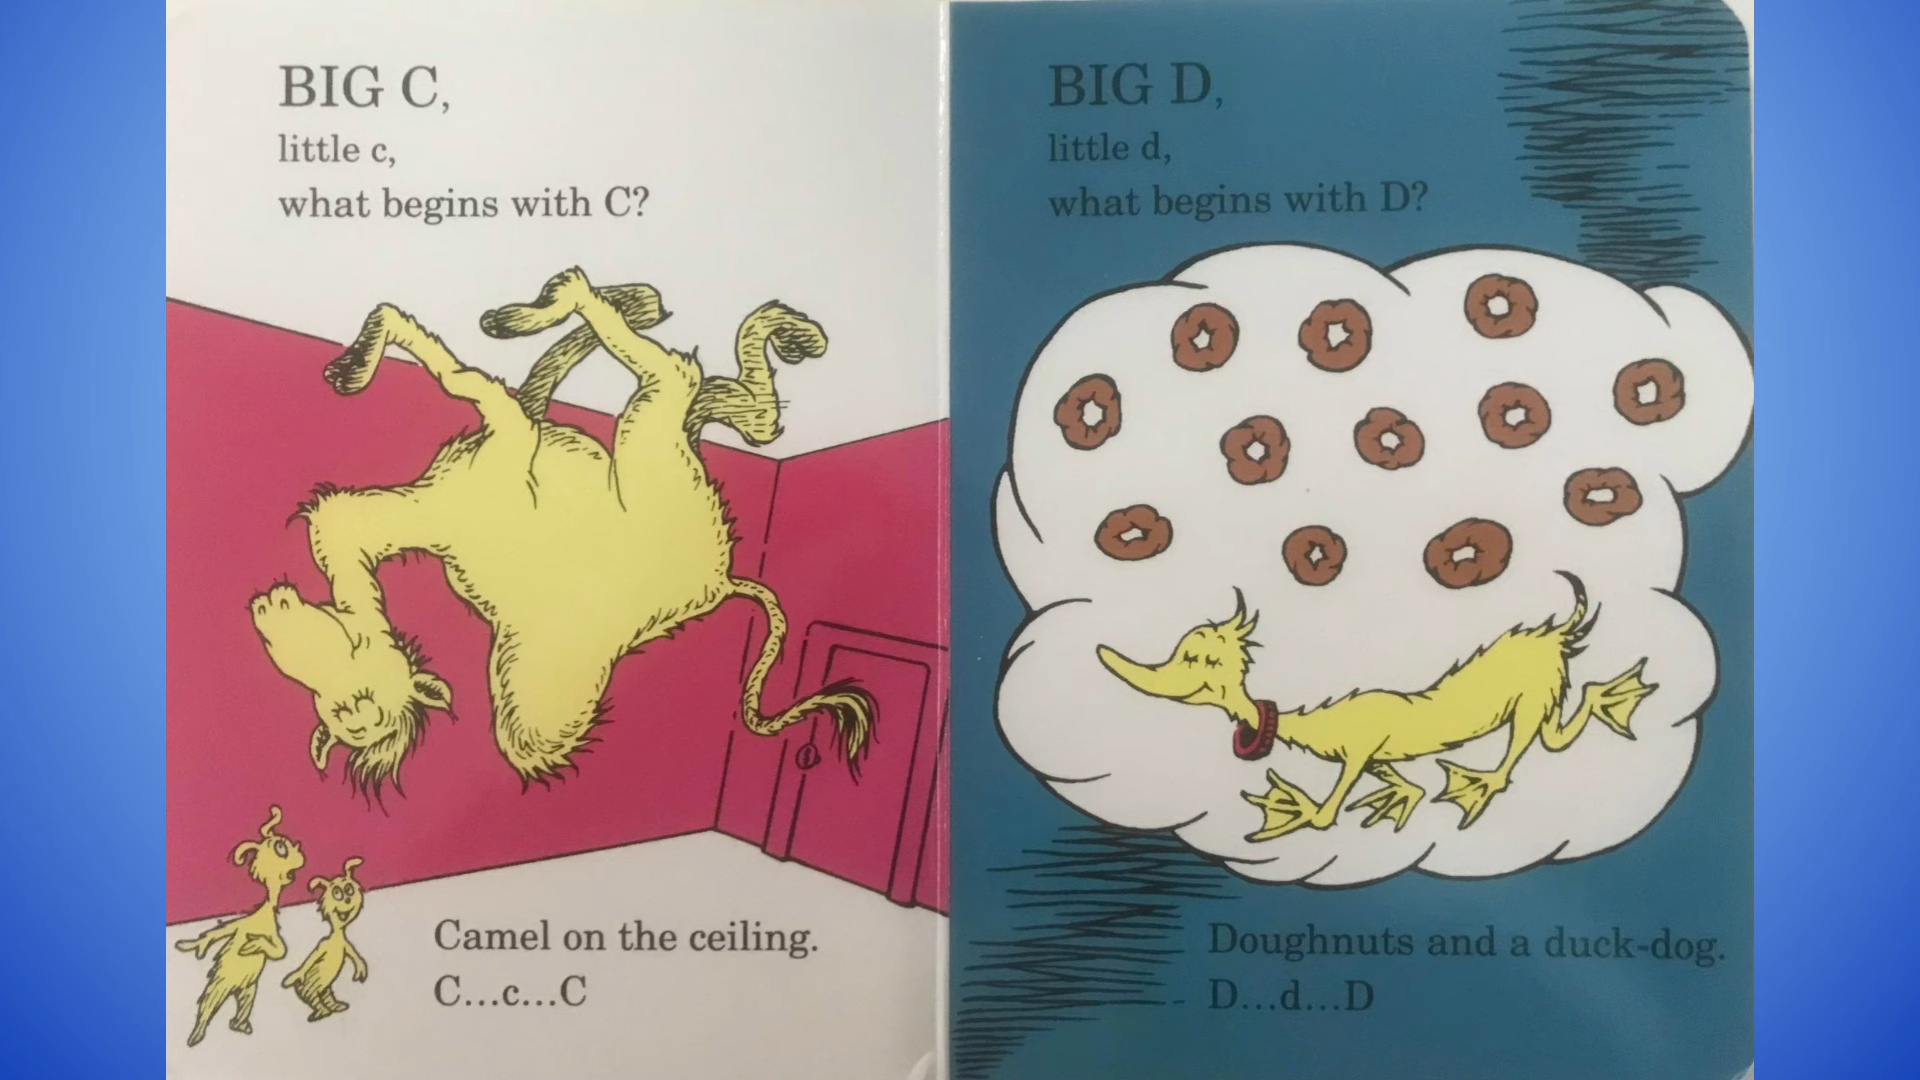 BIG C,
little c,
what begins with C?
Camel on the ceiling.
C...c...C
BIG D,
little d,
what begins with D?
Doughnuts and a duck-dog.
D...d...D